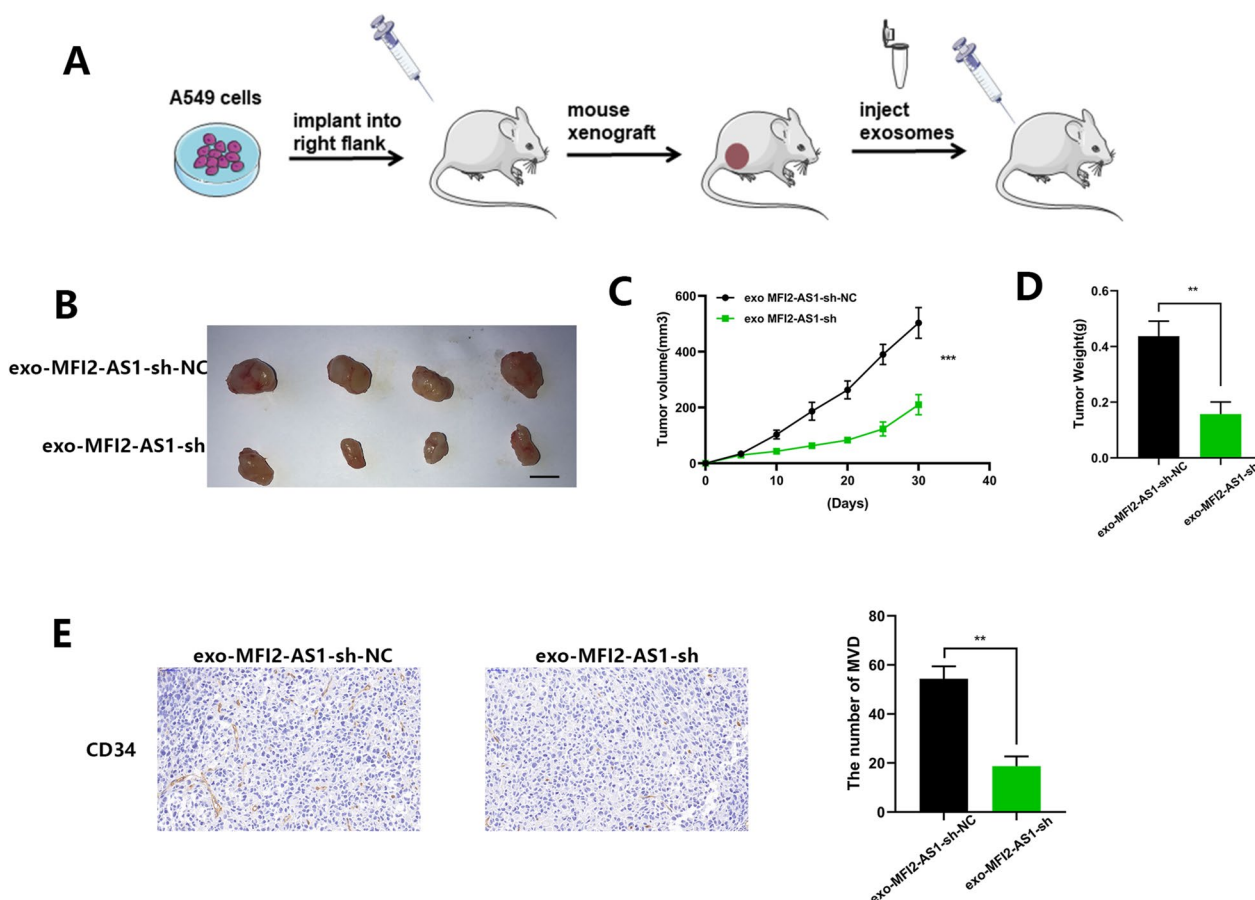 A
A549 cells
implant into
right flank
mouse
xenograft
inject
exosomes
B
exo-MFI2-AS1-sh-NC
exo-MFI2-AS1-sh
C
exo MFI2-AS1-sh-NC
exo MFI2-AS1-sh
Tumor volume(mm3)
600
400
200
0
0
10
20
30
40
(Days)
***
D
Tumor Weight(g)
0.6
0.4
0.2
0.0
**
exo-MFI2-AS1-sh-NC
exo-MFI2-AS1-sh
E
exo-MFI2-AS1-sh-NC
exo-MFI2-AS1-sh
CD34
The number of MVD
80
60
40
20
0
**
exo-MFI2-AS1-sh-NC
exo-MFI2-AS1-sh